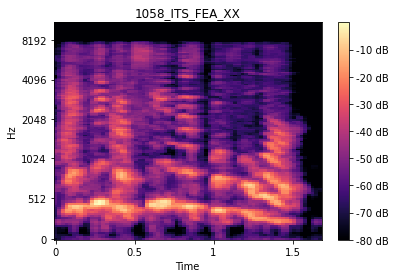 1058_ITS_FEA_XX
8192
4096
2048
1024
512
0
Hz
0
0.5
1
1.5
Time
-10 dB
-20 dB
-30 dB
-40 dB
-50 dB
-60 dB
-70 dB
-80 dB